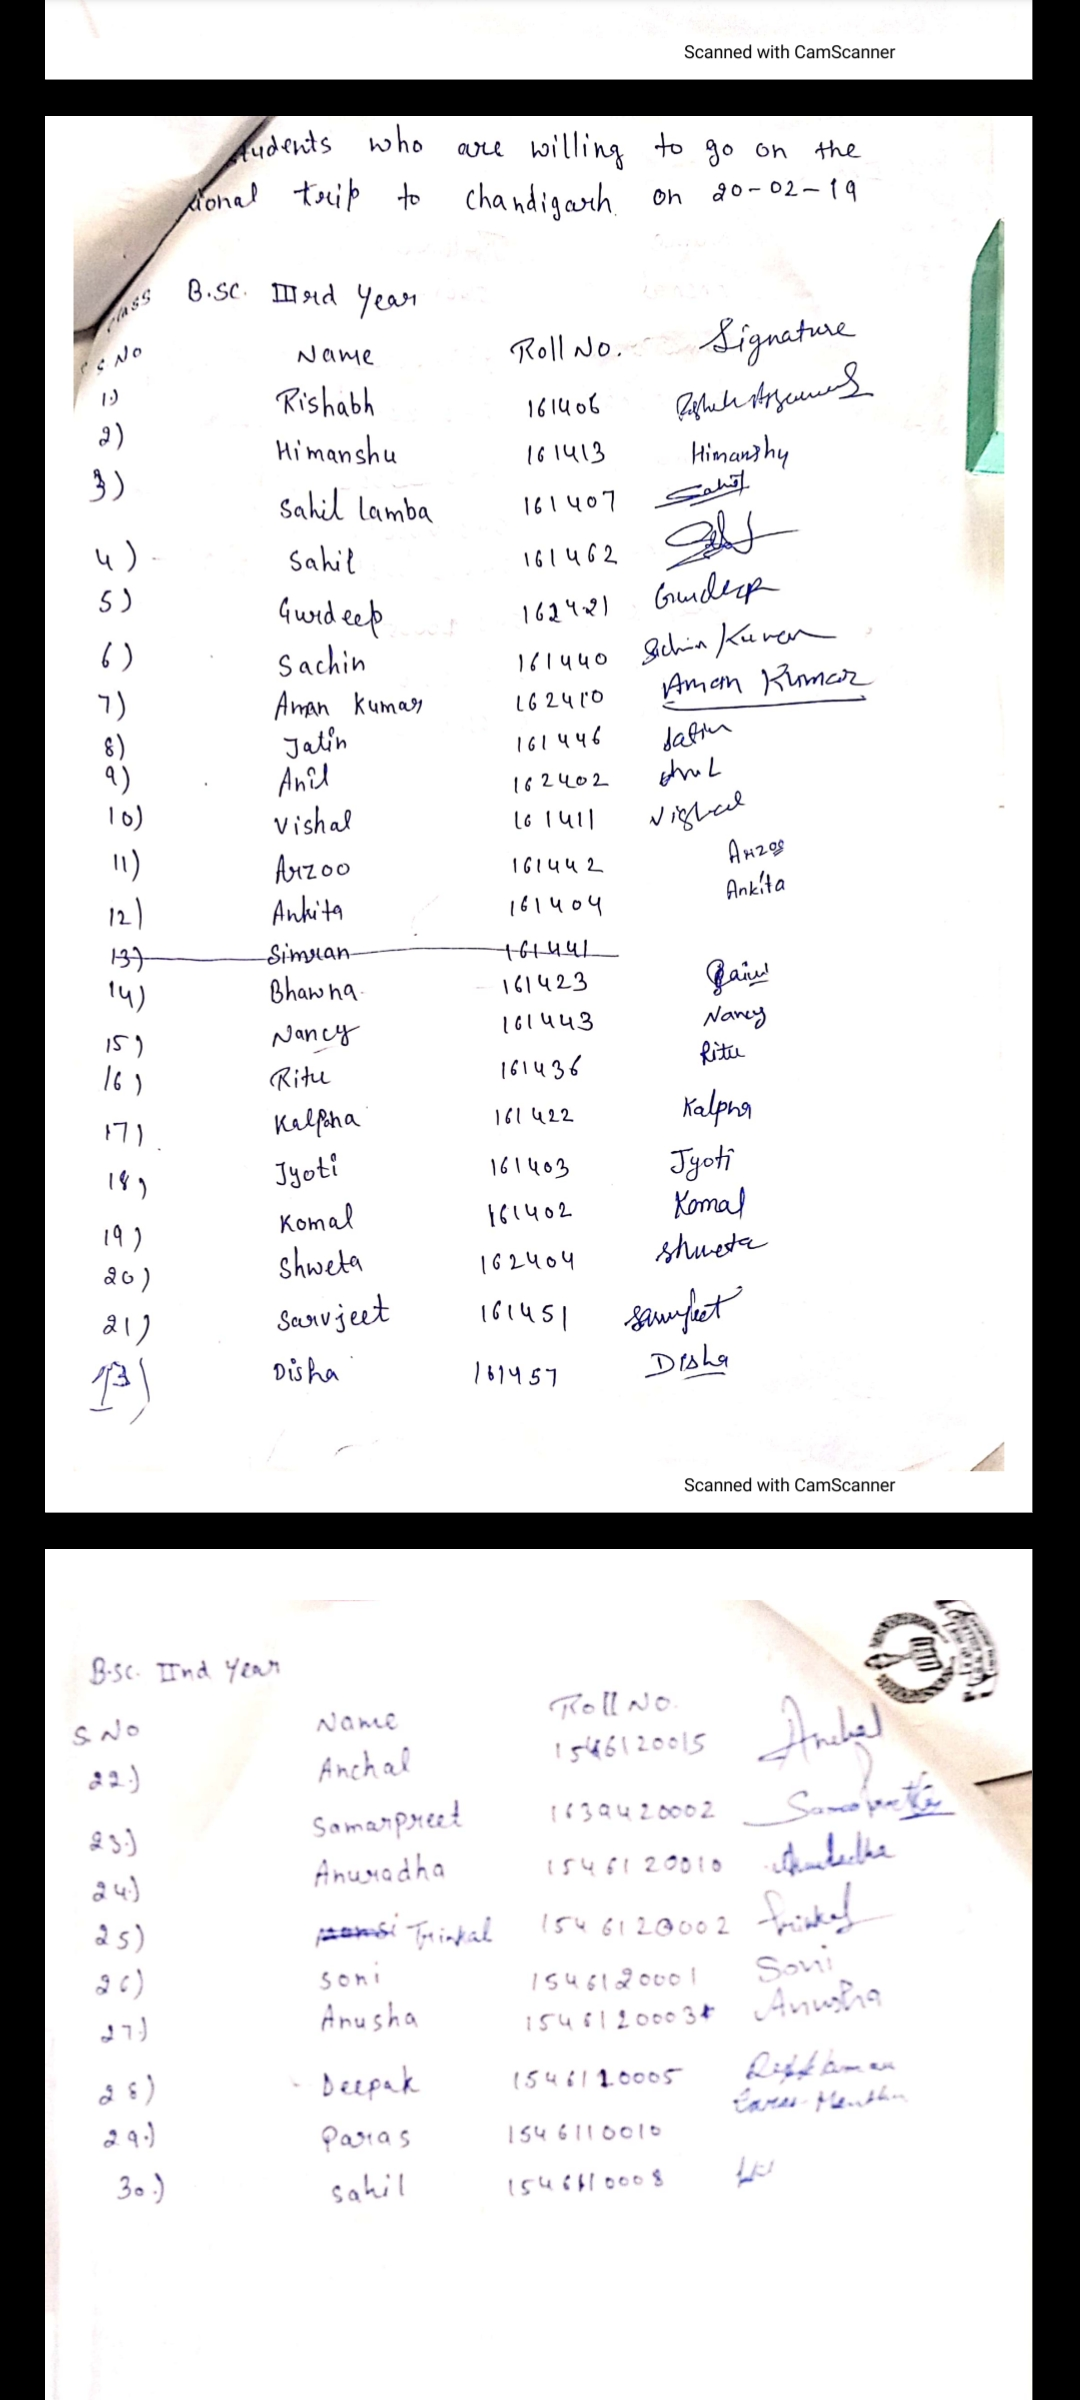 Scanned with CamScanner
students who are willing to go on the
tional trip to Chandigarh on 20-02-19
class B.Sc. IIIrd Year
S.No Name Roll No. Signature
1) Rishabh 161406
2) Himanshu 161413 Himanshu
3) Sahil lamba 161407 Sahil
4) Sahil 161462
5) Gurdeep 162421 Gurdeep
6) Sachin 161440 Sachin Kumar
7) Aman Kumar 162410 Aman Kumar
8) Jatin 161446 Jatin
9) Anil 162402 Anil
10) Vishal 161411 Vishal
11) Arzoo 161442 Arzoo
12) Ankita 161404 Ankita
13) Simran 161441
14) Bhawna 161423
15) Nancy 161443 Nancy
16) Ritu 161436 Ritu
17) Kalpna 161422 Kalpna
18) Jyoti 161403 Jyoti
19) Komal 161402 Komal
20) Shweta 162404 Shweta
21) Sarvjeet 161451 Sarvjeet
13) Disha 161457 Disha
Scanned with CamScanner
B.Sc. IInd Year
S.No Name Roll No.
22.) Anchal 1546120015 Anchal
23.) Samarpreet 1639420002
24.) Anuradha 1546120010 Anuradha
25) Trinkal 1546120002 Trinkal
26) Soni 1546120001 Soni
27.) Anusha 1546120003 Anusha
28) Deepak 1546120005
29.) Paras 1546110010
30.) Sahil 1546110008